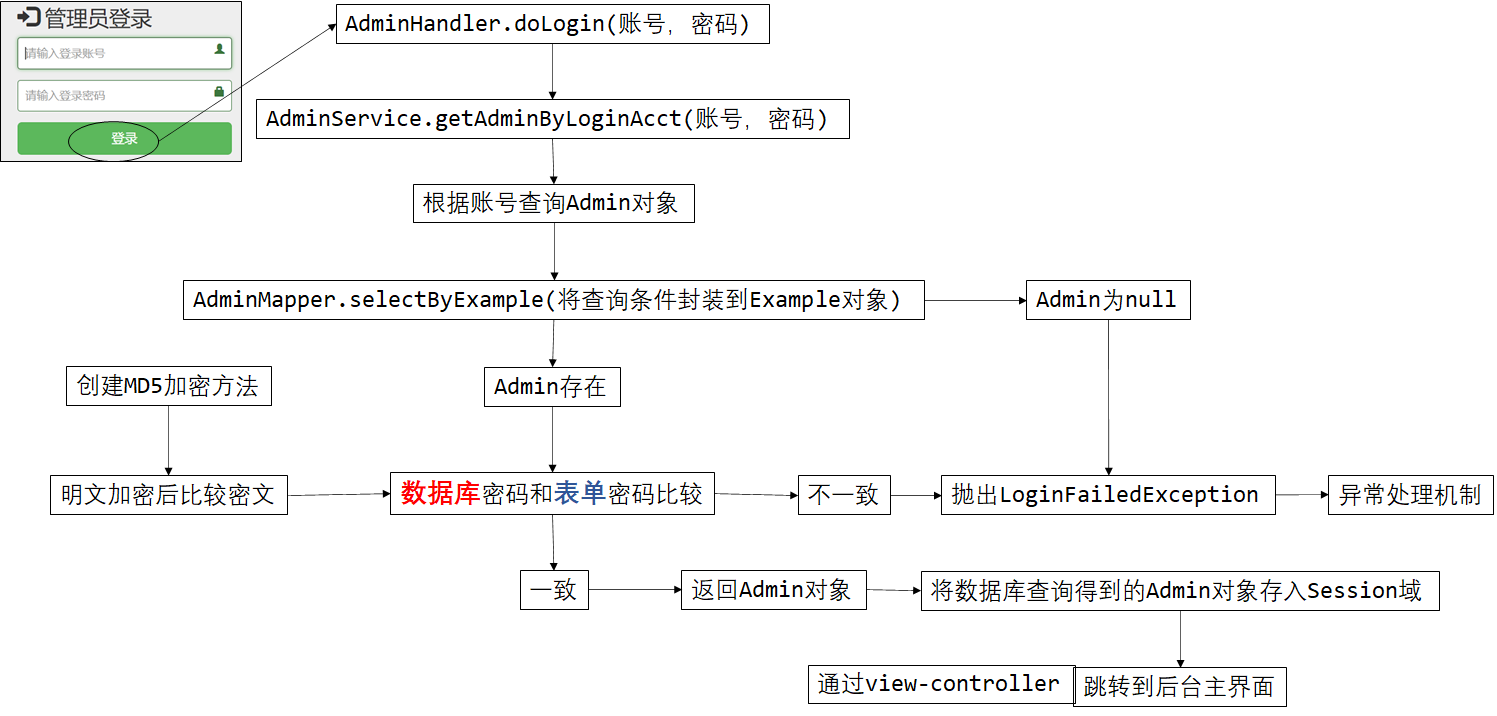 管理员登录
请输入登录账号
请输入登录密码
登录
AdminHandler.doLogin(账号, 密码)
AdminService.getAdminByLoginAcct(账号, 密码)
根据账号查询Admin对象
AdminMapper.selectByExample(将查询条件封装到Example对象)
Admin为null
创建MD5加密方法
Admin存在
明文加密后比较密文
数据库密码和表单密码比较
不一致
抛出LoginFailedException
异常处理机制
一致
返回Admin对象
将数据库查询得到的Admin对象存入Session域
通过view-controller
跳转到后台主界面